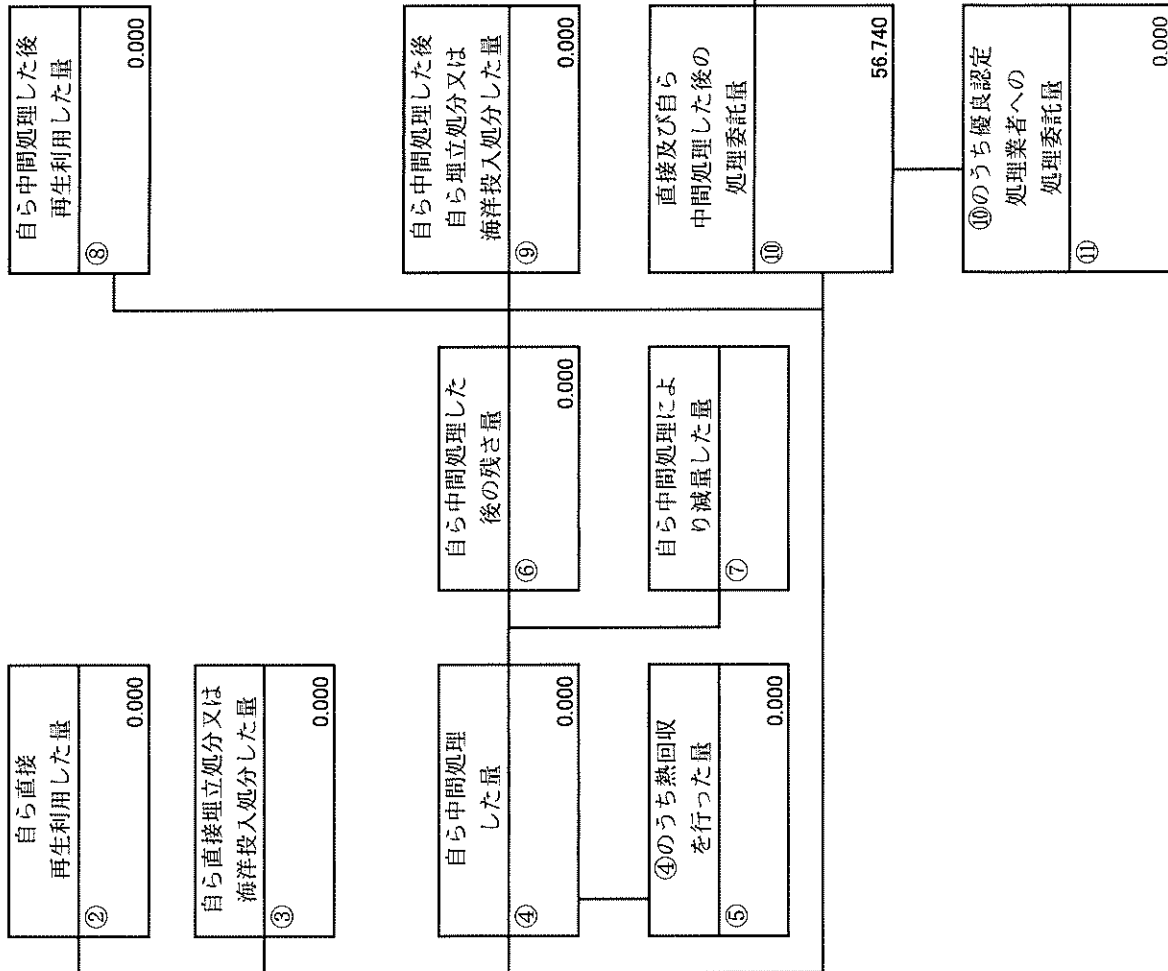 自ら直接
再生利用した量
②
0.000
自ら直接埋立処分又は
海洋投入処分した量
③
0.000
自ら中間処理
した量
④
0.000
④のうち熱回収
を行った量
⑤
0.000
自ら中間処理した
後の残さ量
⑥
0.000
自ら中間処理によ
り減量した量
⑦
自ら中間処理した後
再生利用した量
⑧
0.000
自ら中間処理した後
自ら埋立処分又は
海洋投入処分した量
⑨
0.000
直接及び自ら
中間処理した後の
処理委託量
⑩
56.740
⑩のうち優良認定
処理業者への
処理委託量
⑪
0.000